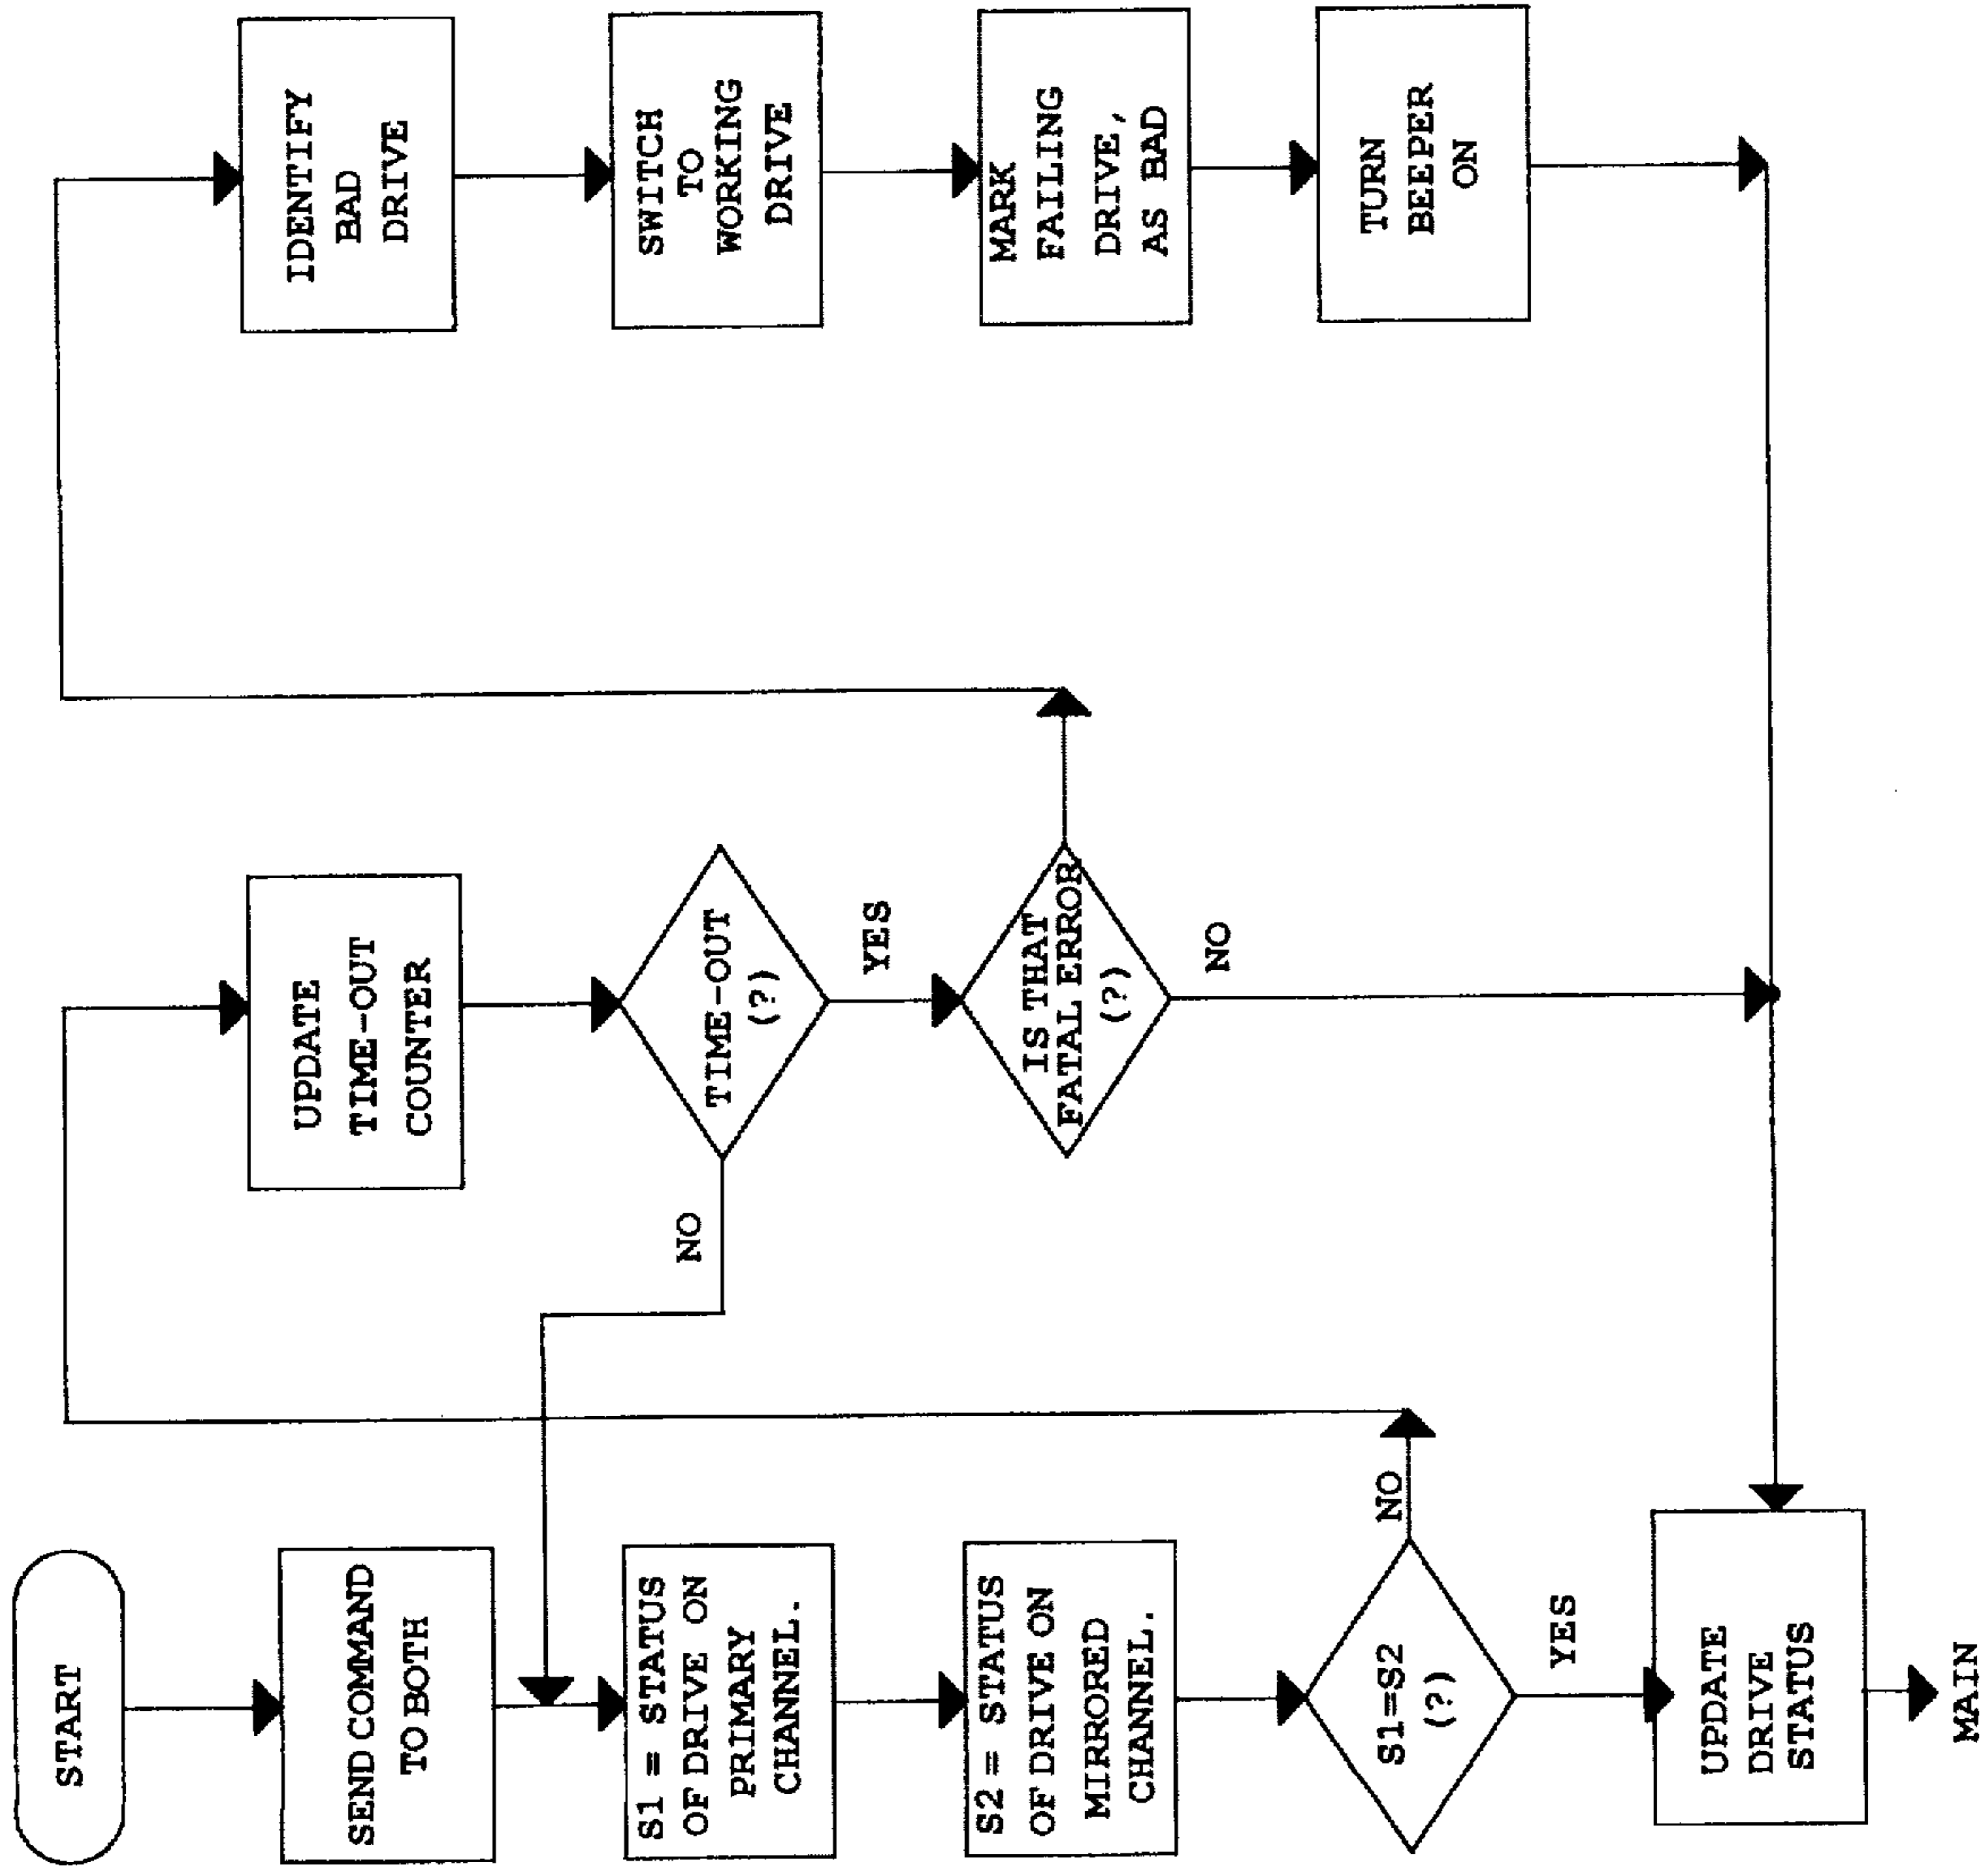 START
SEND COMMAND
TO BOTH
S1 = STATUS
OF DRIVE ON
PRIMARY
CHANNEL.
S2 = STATUS
OF DRIVE ON
MIRRORED
CHANNEL.
S1=S2
(?)
NO
YES
UPDATE
DRIVE
STATUS
MAIN
UPDATE
TIME-OUT
COUNTER
TIME-OUT
(?)
NO
YES
IS THAT
FATAL ERROR
(?)
NO
IDENTIFY
BAD
DRIVE
SWITCH
TO
WORKING
DRIVE
MARK
FAILING
DRIVE,
AS BAD
TURN
BEEPER
ON